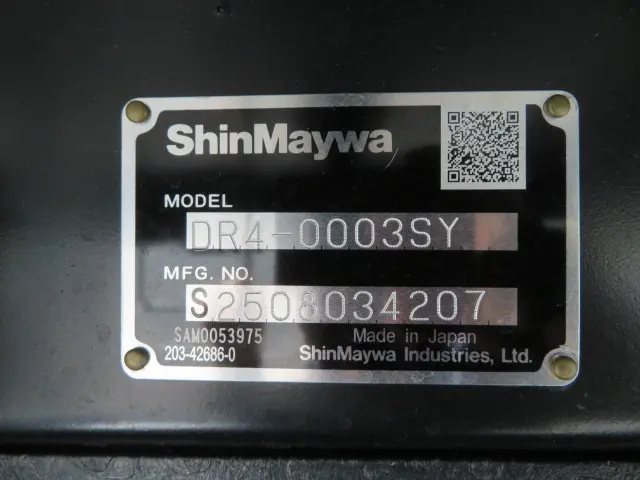 ShinMaywa
MODEL
DR4-0003SY
MFG. NO.
S2508034207
SAM0053975
Made in Japan
203-42686-0
ShinMaywa Industries, Ltd.